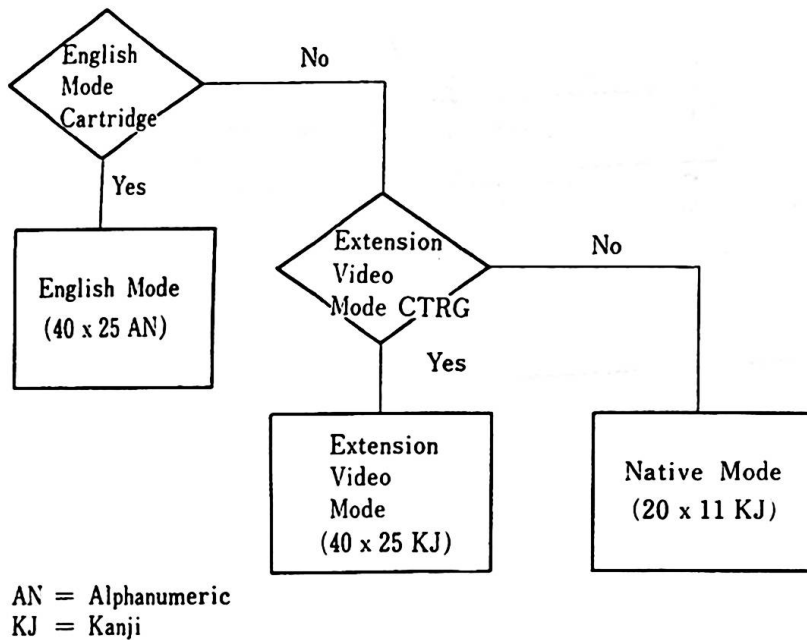 English
Mode
Cartridge
No
Yes
English Mode
(40 x 25 AN)
Extension
Video
Mode CTRG
No
Yes
Extension
Video
Mode
(40 x 25 KJ)
Native Mode
(20 x 11 KJ)
AN = Alphanumeric
KJ = Kanji